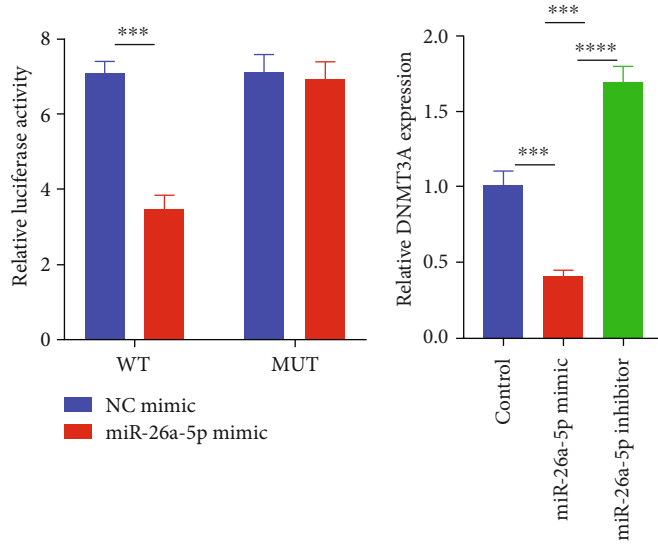 Relative luciferase activity
8
6
4
2
0
***
WT
MUT
NC mimic
miR-26a-5p mimic
Relative DNMT3A expression
2.0
1.5
1.0
0.5
0.0
***
****
***
Control
miR-26a-5p mimic
miR-26a-5p inhibitor